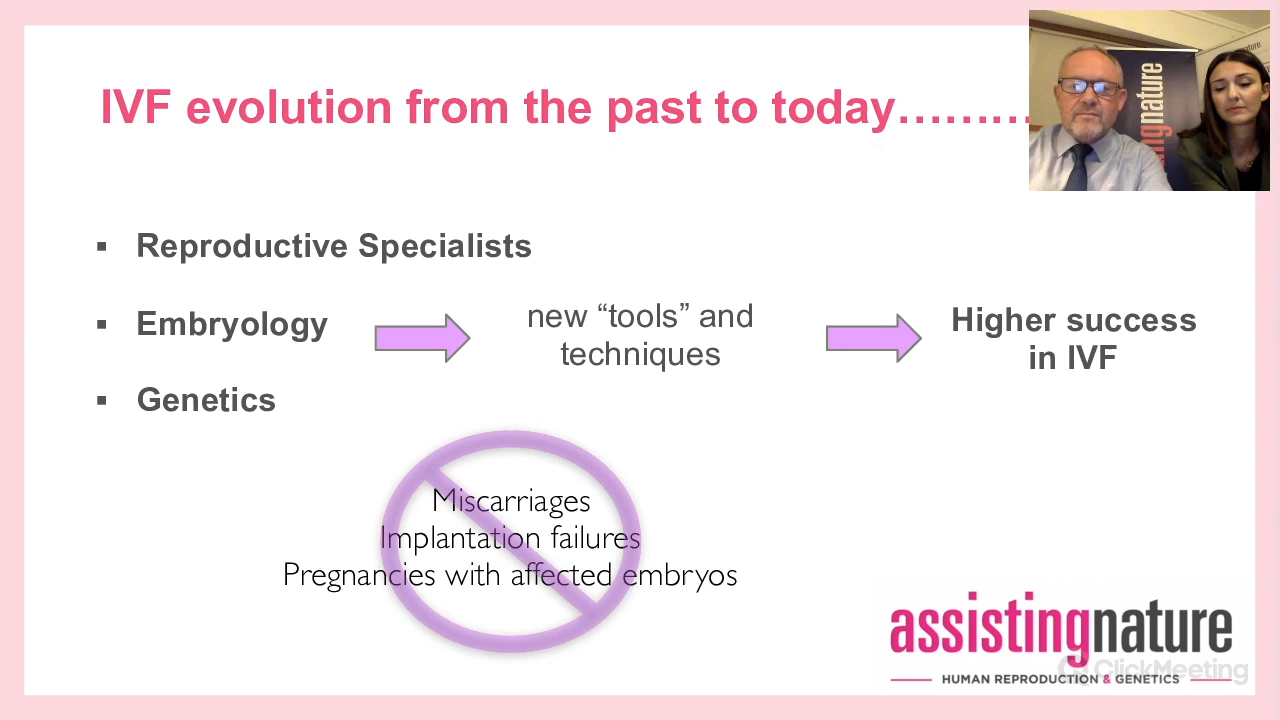 IVF evolution from the past to today………
▪ Reproductive Specialists
▪ Embryology
▪ Genetics
new “tools” and
techniques
Higher success
in IVF
Miscarriages
Implantation failures
Pregnancies with affected embryos
assistingnature
HUMAN REPRODUCTION & GENETICS
ClickMeeting
nature